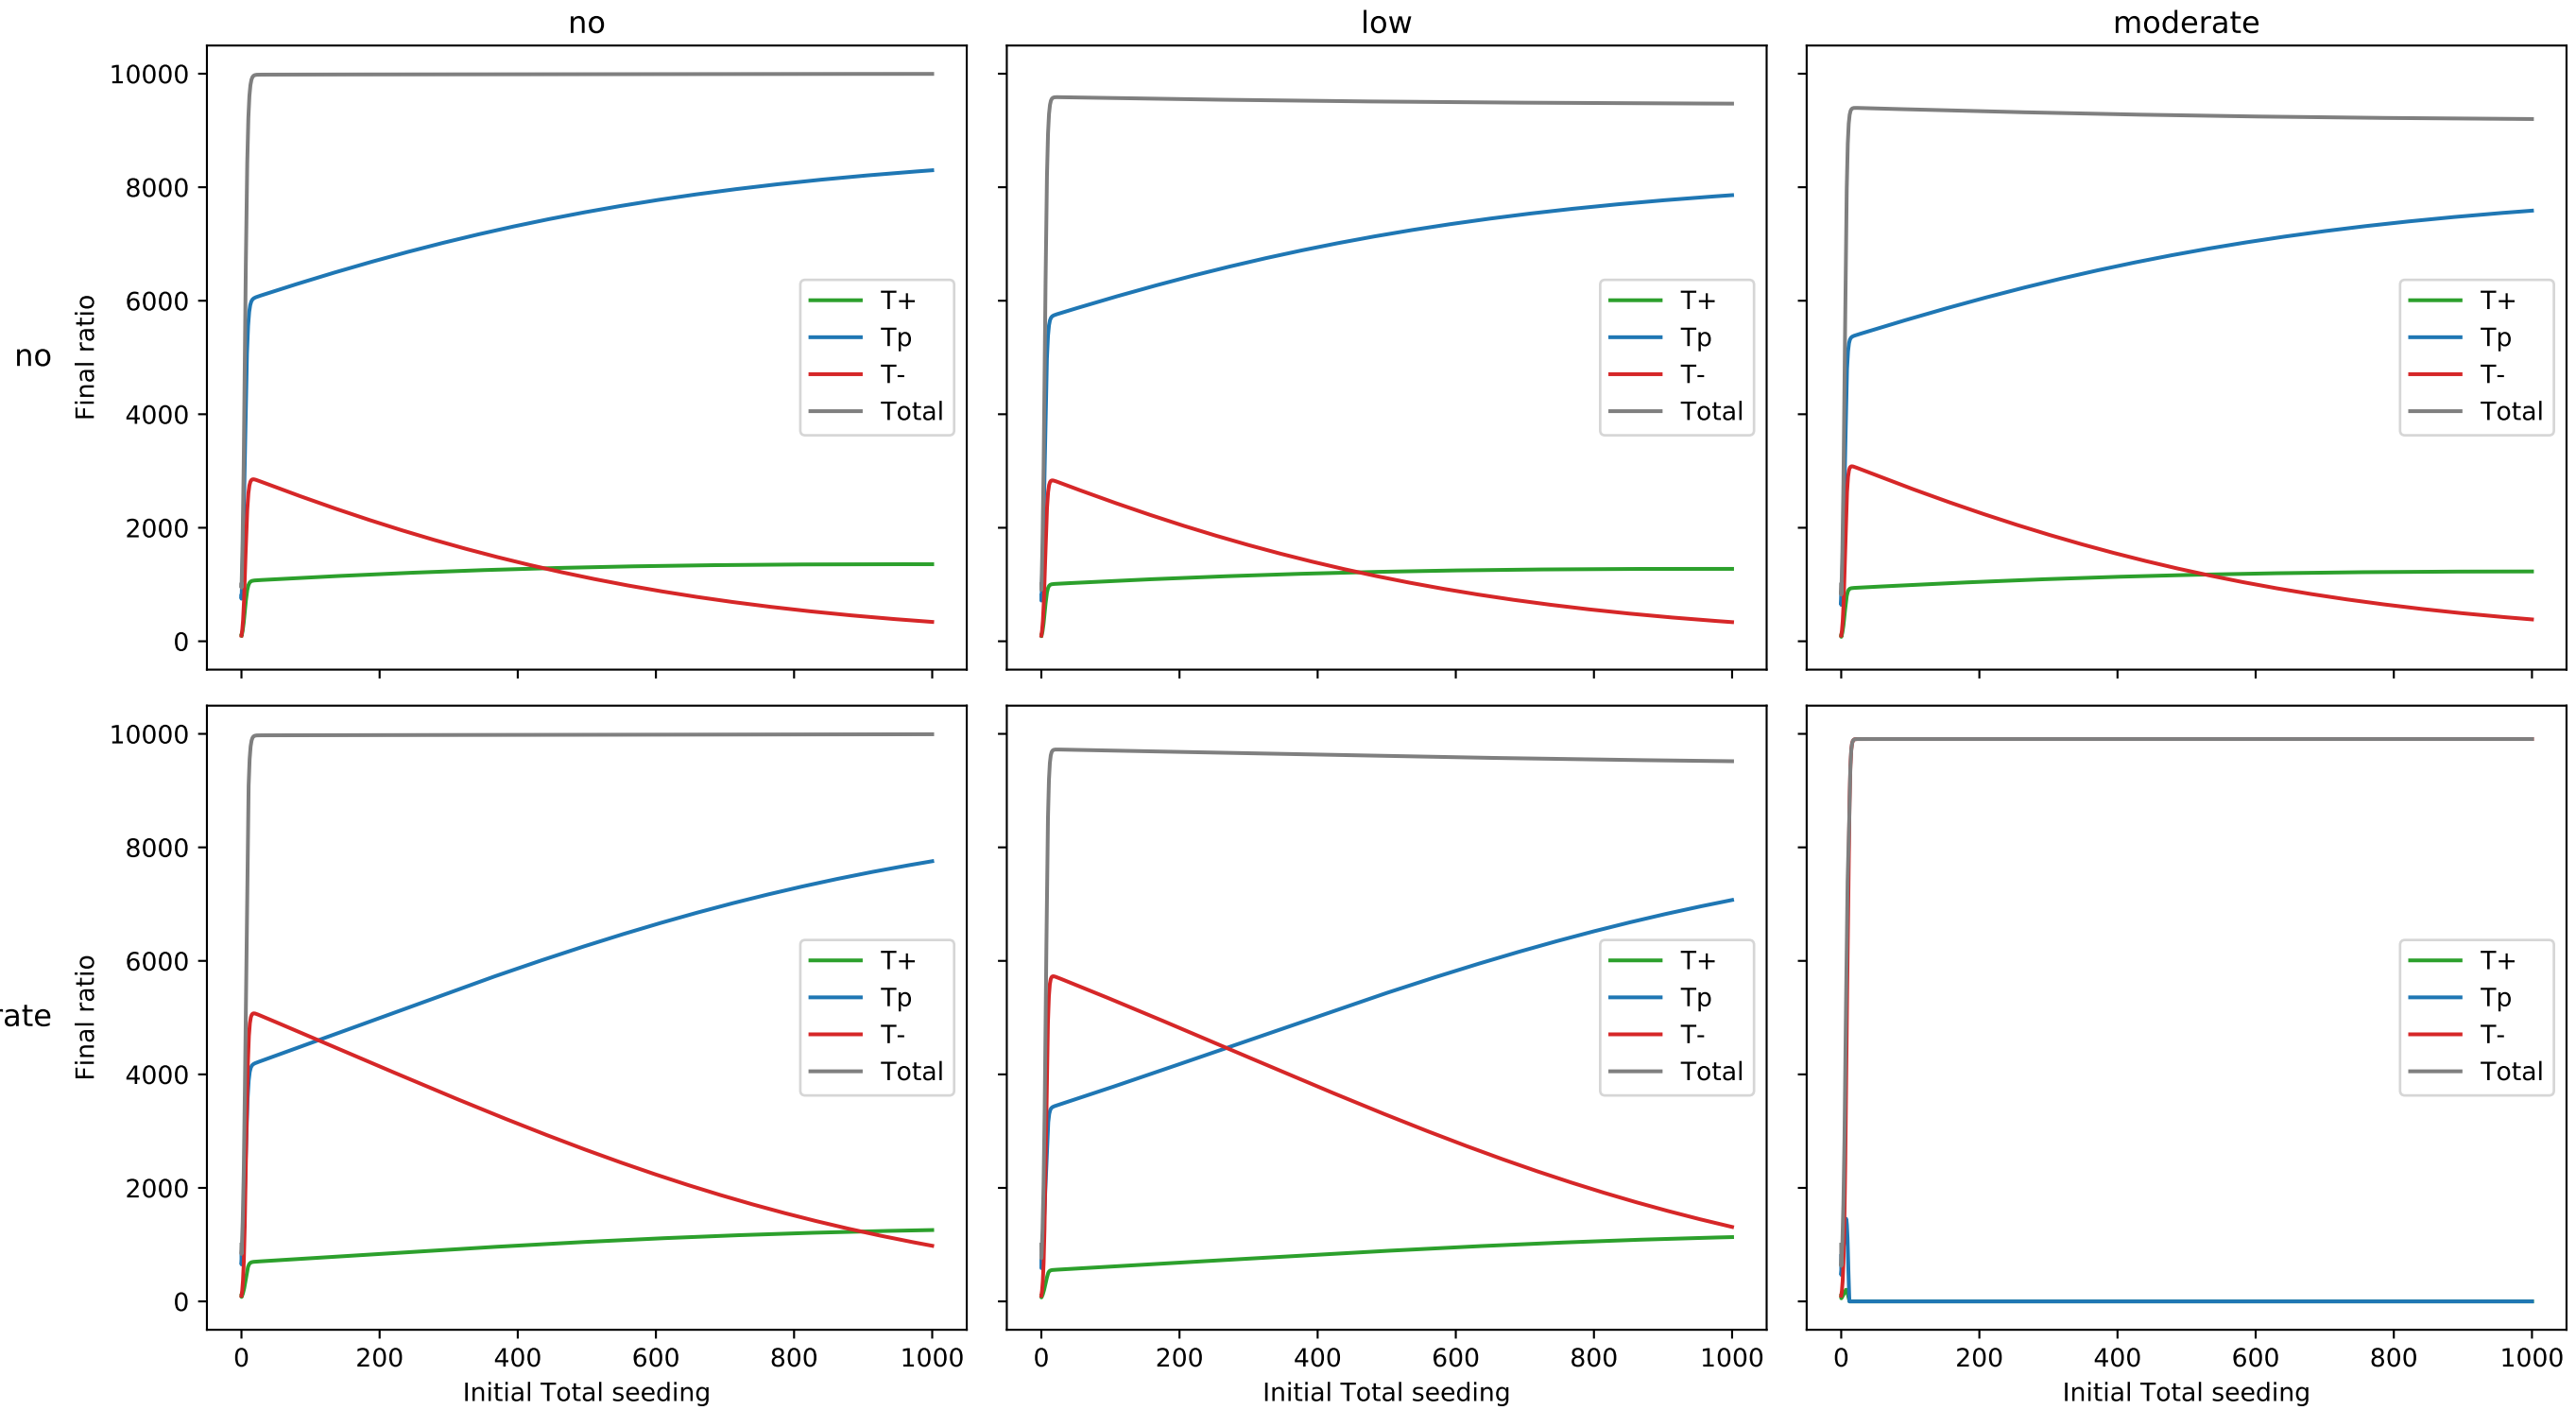 no low moderate
10000
8000
6000
4000
2000
0
no
Final ratio
T+
Tp
T-
Total
T+
Tp
T-
Total
T+
Tp
T-
Total
10000
8000
6000
4000
2000
0
rate
Final ratio
T+
Tp
T-
Total
T+
Tp
T-
Total
T+
Tp
T-
Total
0 200 400 600 800 1000 0 200 400 600 800 1000 0 200 400 600 800 1000
Initial Total seeding Initial Total seeding Initial Total seeding